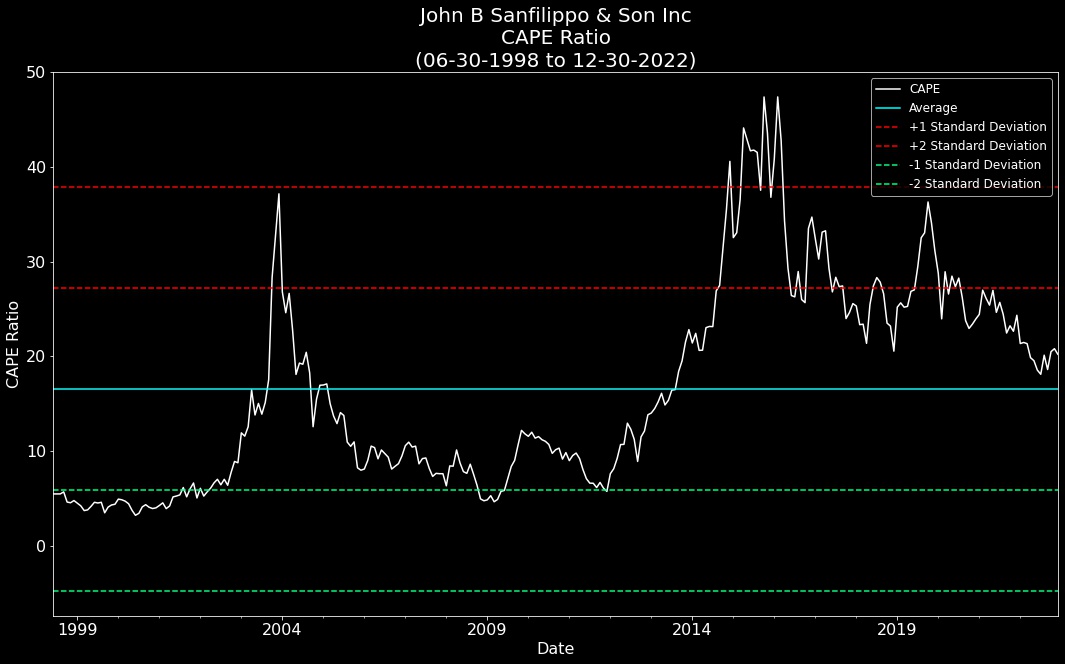 John B Sanfilippo & Son Inc
CAPE Ratio
(06-30-1998 to 12-30-2022)
CAPE
Average
+1 Standard Deviation
+2 Standard Deviation
-1 Standard Deviation
-2 Standard Deviation
CAPE Ratio
50
40
30
20
10
0
1999 2004 2009 2014 2019
Date